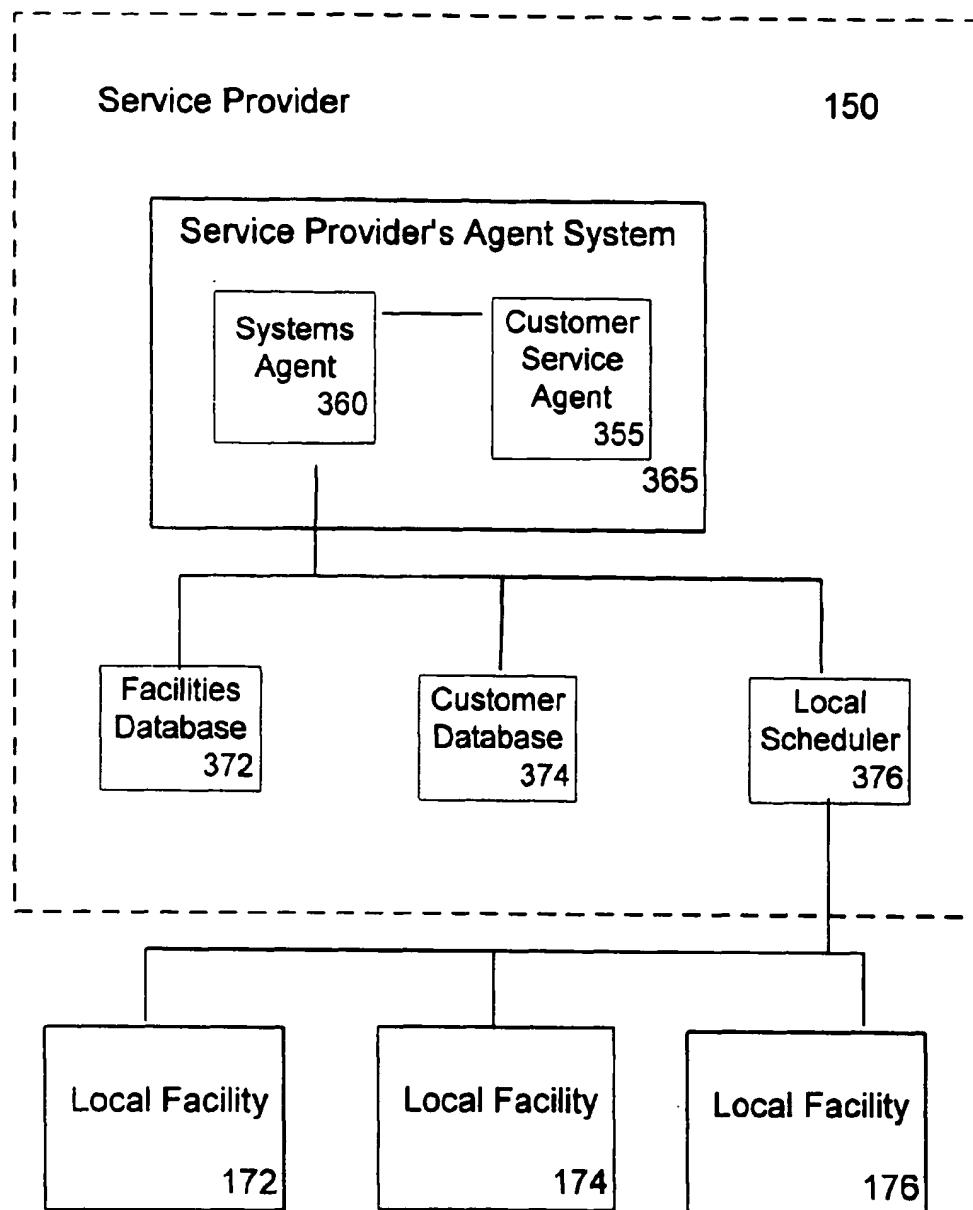 Service Provider 150
Service Provider's Agent System
Systems
Agent
360
Customer
Service
Agent
355
365
Facilities
Database
372
Customer
Database
374
Local
Scheduler
376
Local Facility
172
Local Facility
174
Local Facility
176